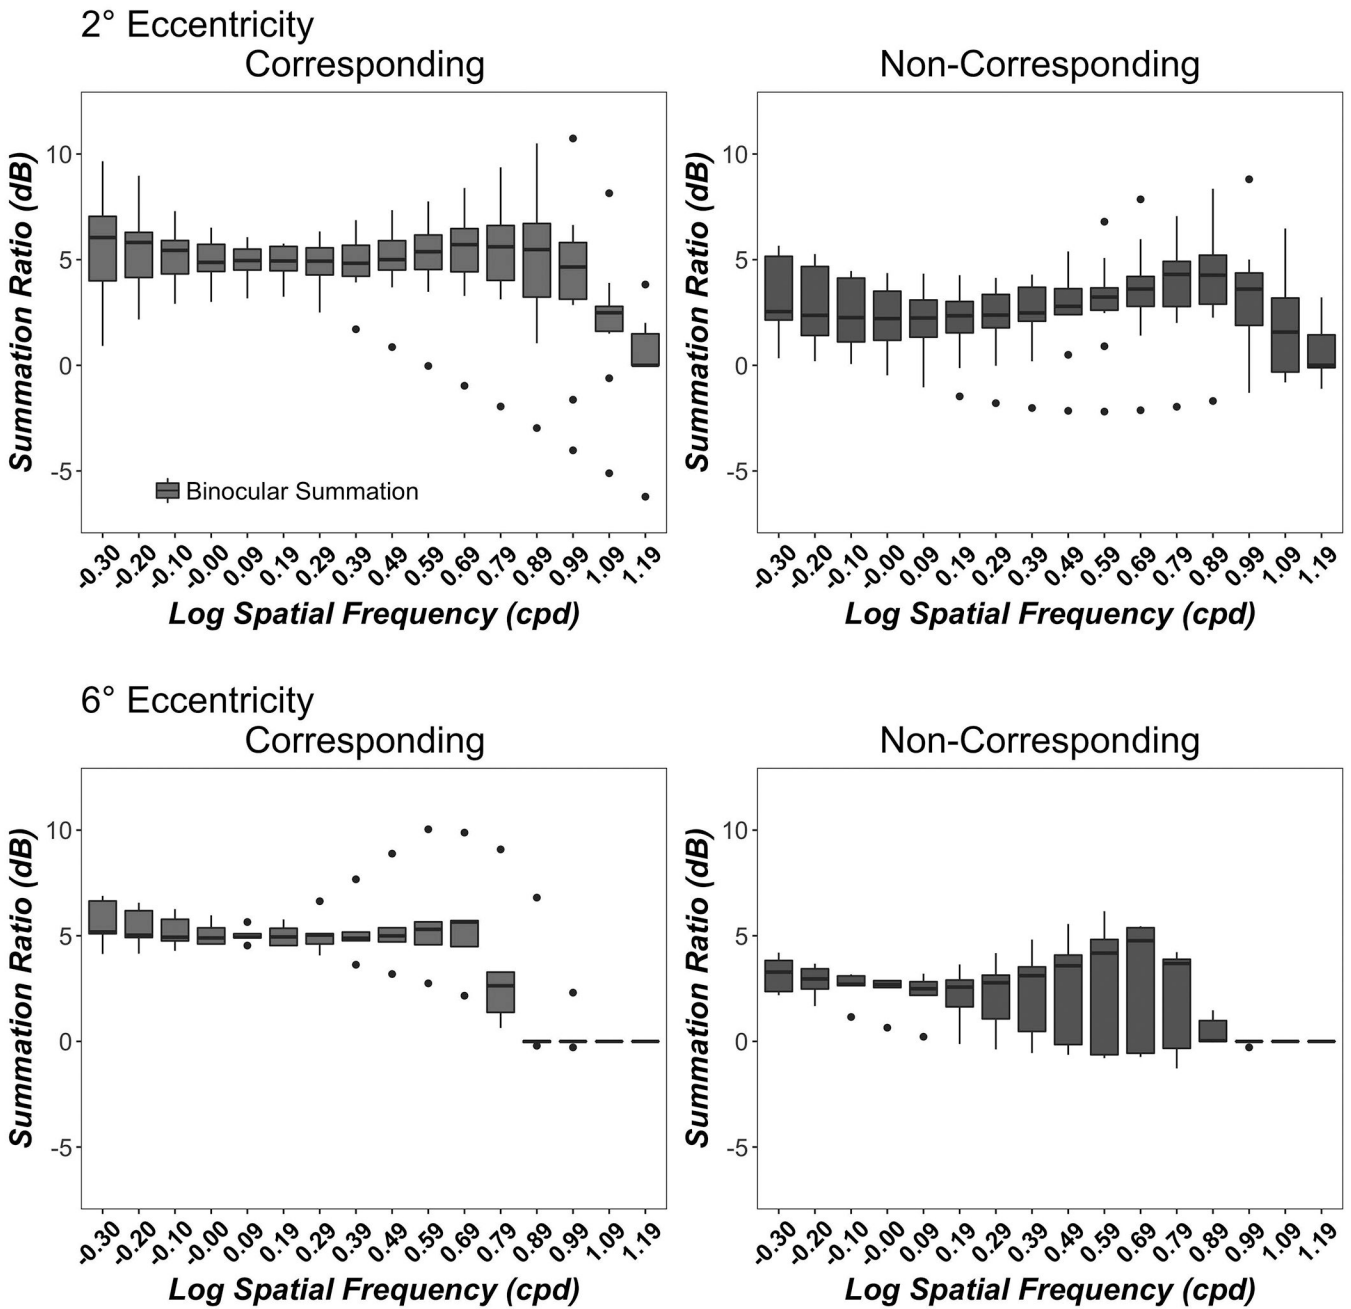 2° Eccentricity
Corresponding
Non-Corresponding
Summation Ratio (dB)
10
5
0
-5
Binocular Summation
-0.30 -0.20 -0.10 -0.00 0.09 0.19 0.29 0.39 0.49 0.59 0.69 0.79 0.89 0.99 1.09 1.19
Log Spatial Frequency (cpd)
Summation Ratio (dB)
10
5
0
-5
-0.30 -0.20 -0.10 -0.00 0.09 0.19 0.29 0.39 0.49 0.59 0.69 0.79 0.89 0.99 1.09 1.19
Log Spatial Frequency (cpd)
6° Eccentricity
Corresponding
Non-Corresponding
Summation Ratio (dB)
10
5
0
-5
-0.30 -0.20 -0.10 -0.00 0.09 0.19 0.29 0.39 0.49 0.59 0.69 0.79 0.89 0.99 1.09 1.19
Log Spatial Frequency (cpd)
Summation Ratio (dB)
10
5
0
-5
-0.30 -0.20 -0.10 -0.00 0.09 0.19 0.29 0.39 0.49 0.59 0.69 0.79 0.89 0.99 1.09 1.19
Log Spatial Frequency (cpd)